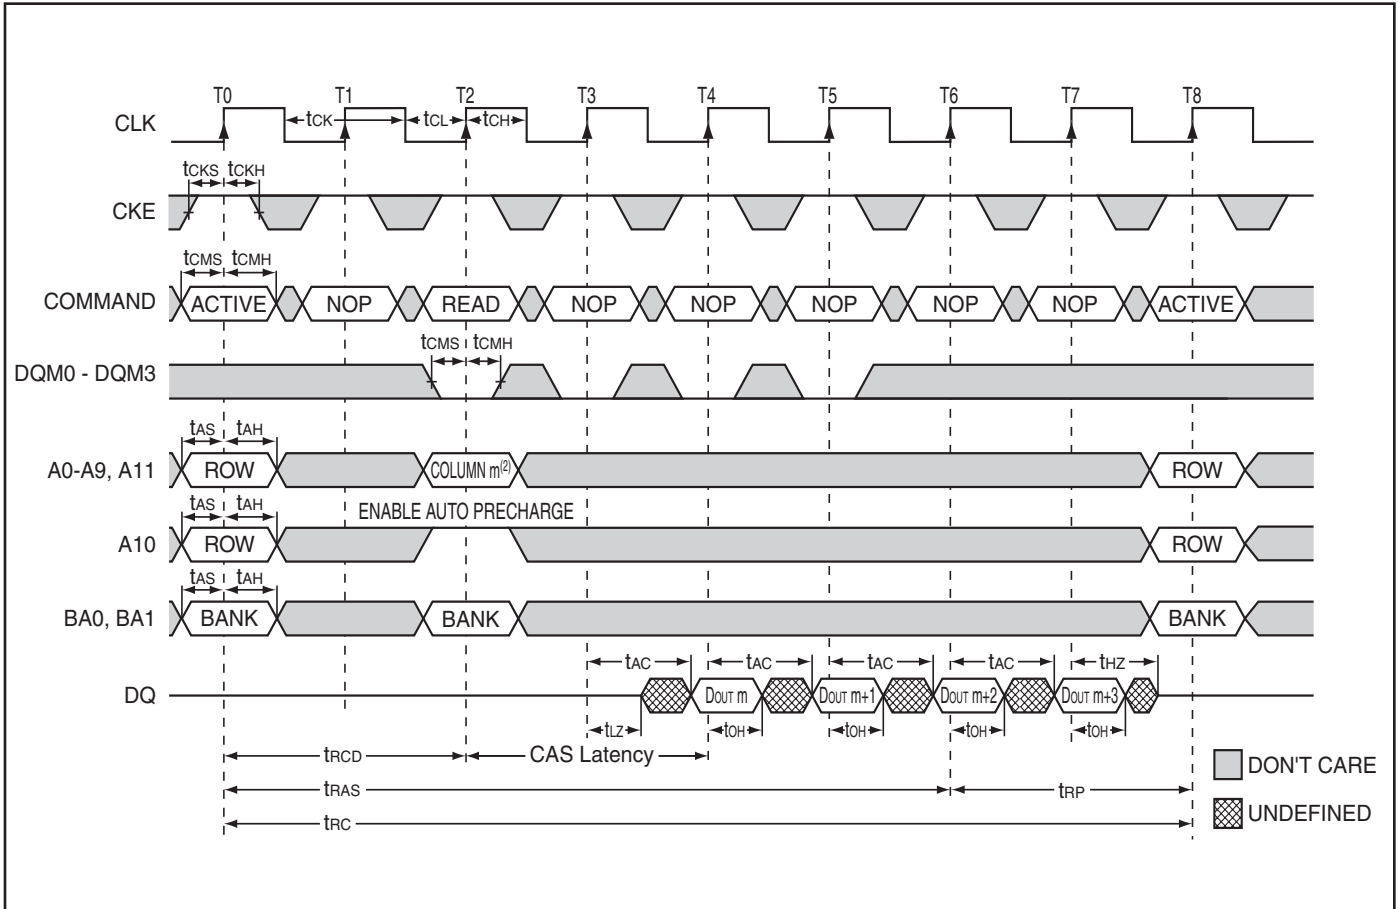 T0 T1 T2 T3 T4 T5 T6 T7 T8
CLK tCK tCL tCH
tCKS tCKH
CKE
tCMS tCMH
COMMAND ACTIVE NOP READ NOP NOP NOP NOP NOP ACTIVE
tCMS tCMH
DQM0 - DQM3
tAS tAH
A0-A9, A11 ROW COLUMN m(2) ROW
tAS tAH ENABLE AUTO PRECHARGE
A10 ROW ROW
tAS tAH
BA0, BA1 BANK BANK BANK
tAC tAC tAC tAC tHZ
DQ DOUT m DOUT m+1 DOUT m+2 DOUT m+3
tLZ tOH tOH tOH tOH
tRCD CAS Latency
DON'T CARE
tRAS tRP
UNDEFINED
tRC